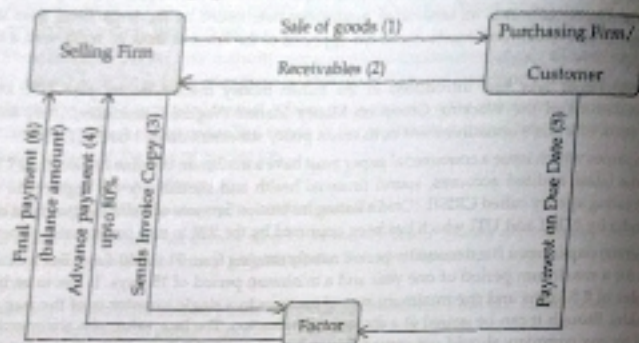 Sale of goods (1)
Selling Firm
Purchasing Firm/
Customer
Receivables (2)
Final payment (6)
(balance amount)
Advance payment (4)
upto 80%
Sends Invoice Copy (3)
Payment on Due Date (5)
Factor